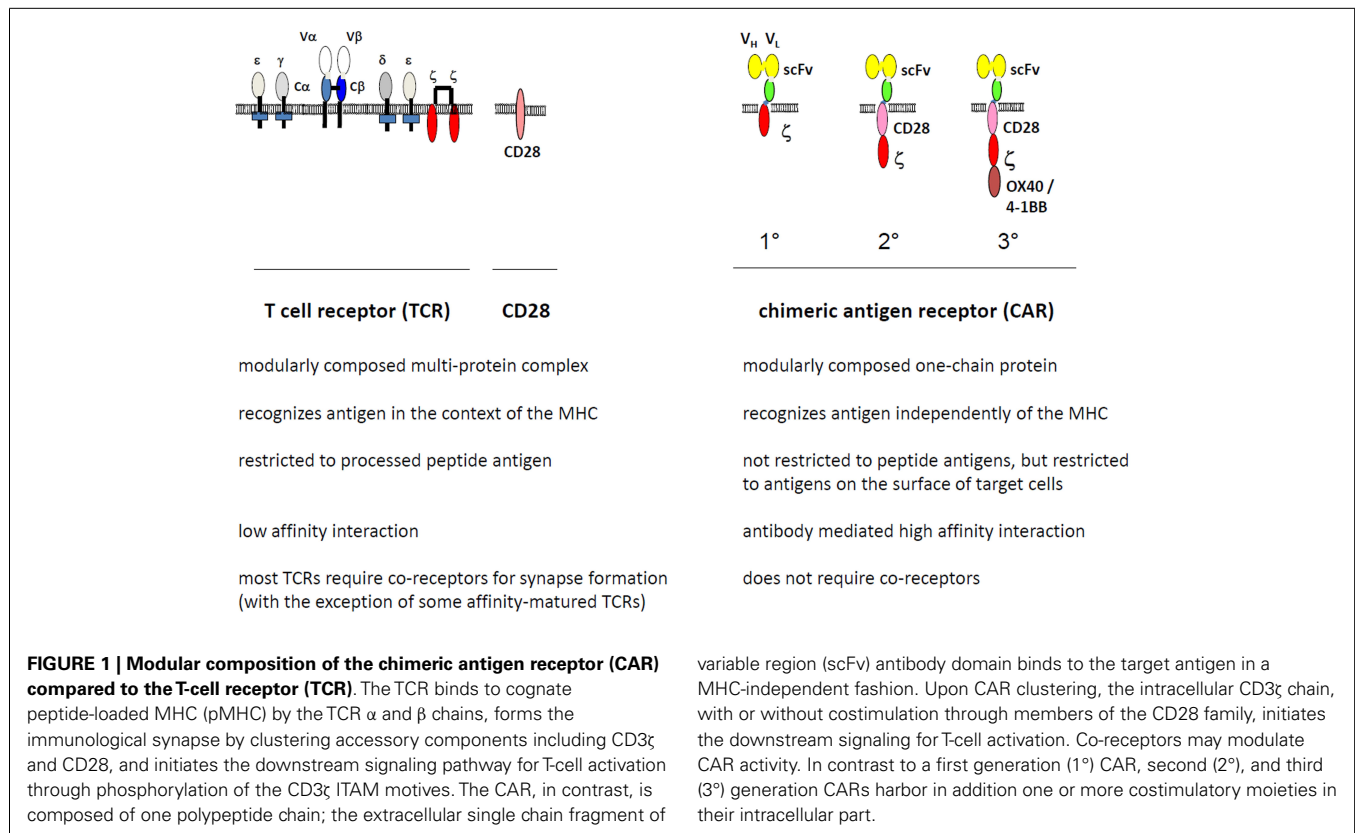 Vα Vβ
ε γ δ ε ζ ζ
Cα Cβ
CD28
V_H V_L
scFv scFv scFv
CD28 CD28
ζ ζ ζ
OX40 /
4-1BB
1° 2° 3°
T cell receptor (TCR) CD28
modularly composed multi-protein complex
recognizes antigen in the context of the MHC
restricted to processed peptide antigen
low affinity interaction
most TCRs require co-receptors for synapse formation
(with the exception of some affinity-matured TCRs)
chimeric antigen receptor (CAR)
modularly composed one-chain protein
recognizes antigen independently of the MHC
not restricted to peptide antigens, but restricted
to antigens on the surface of target cells
antibody mediated high affinity interaction
does not require co-receptors
FIGURE 1 | Modular composition of the chimeric antigen receptor (CAR)
compared to the T-cell receptor (TCR). The TCR binds to cognate
peptide-loaded MHC (pMHC) by the TCR α and β chains, forms the
immunological synapse by clustering accessory components including CD3ζ
and CD28, and initiates the downstream signaling pathway for T-cell activation
through phosphorylation of the CD3ζ ITAM motives. The CAR, in contrast, is
composed of one polypeptide chain; the extracellular single chain fragment of
variable region (scFv) antibody domain binds to the target antigen in a
MHC-independent fashion. Upon CAR clustering, the intracellular CD3ζ chain,
with or without costimulation through members of the CD28 family, initiates
the downstream signaling for T-cell activation. Co-receptors may modulate
CAR activity. In contrast to a first generation (1°) CAR, second (2°), and third
(3°) generation CARs harbor in addition one or more costimulatory moieties in
their intracellular part.